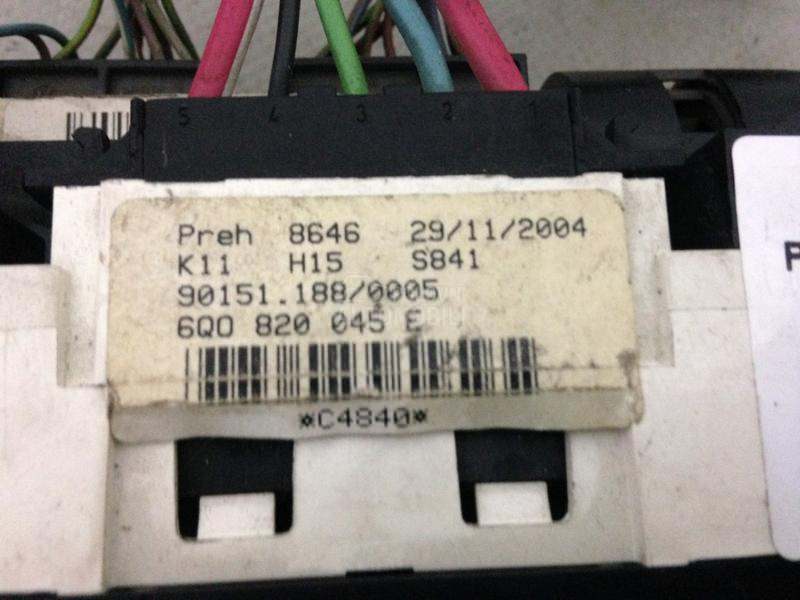 5 4 3 2 1
Preh 8646 29/11/2004
K11 H15 S841
90151.188/0005
6Q0 820 045 E
*C4840*
P